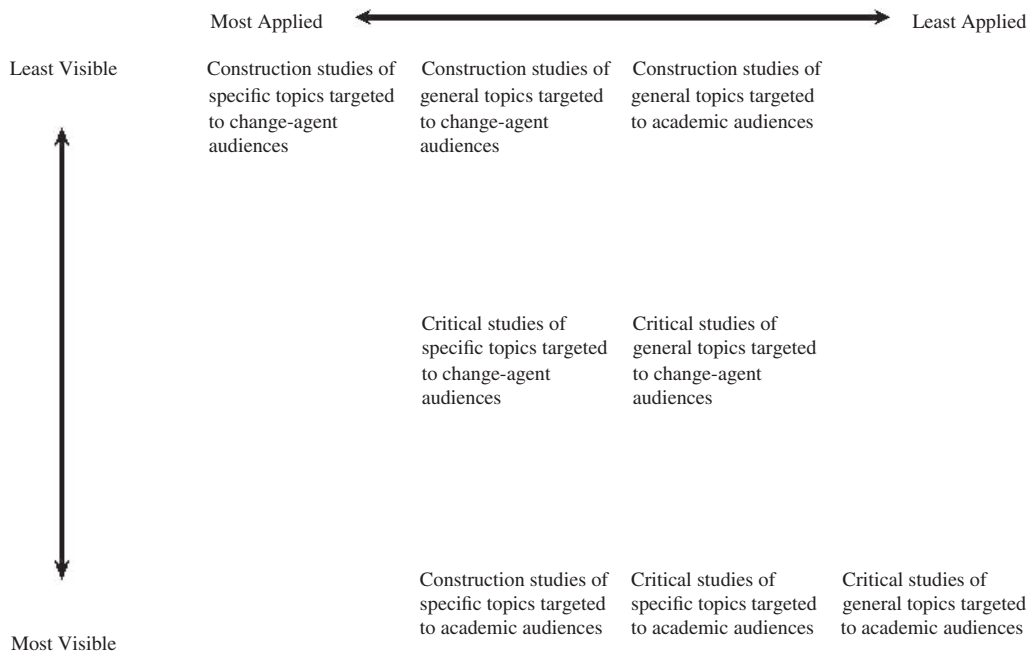 Most Applied
Least Applied
Least Visible
Construction studies of
specific topics targeted
to change-agent
audiences
Construction studies of
general topics targeted
to change-agent
audiences
Construction studies of
general topics targeted
to academic audiences
Critical studies of
specific topics targeted
to change-agent
audiences
Critical studies of
general topics targeted
to change-agent
audiences
Construction studies of
specific topics targeted
to academic audiences
Critical studies of
specific topics targeted
to academic audiences
Critical studies of
general topics targeted
to academic audiences
Most Visible